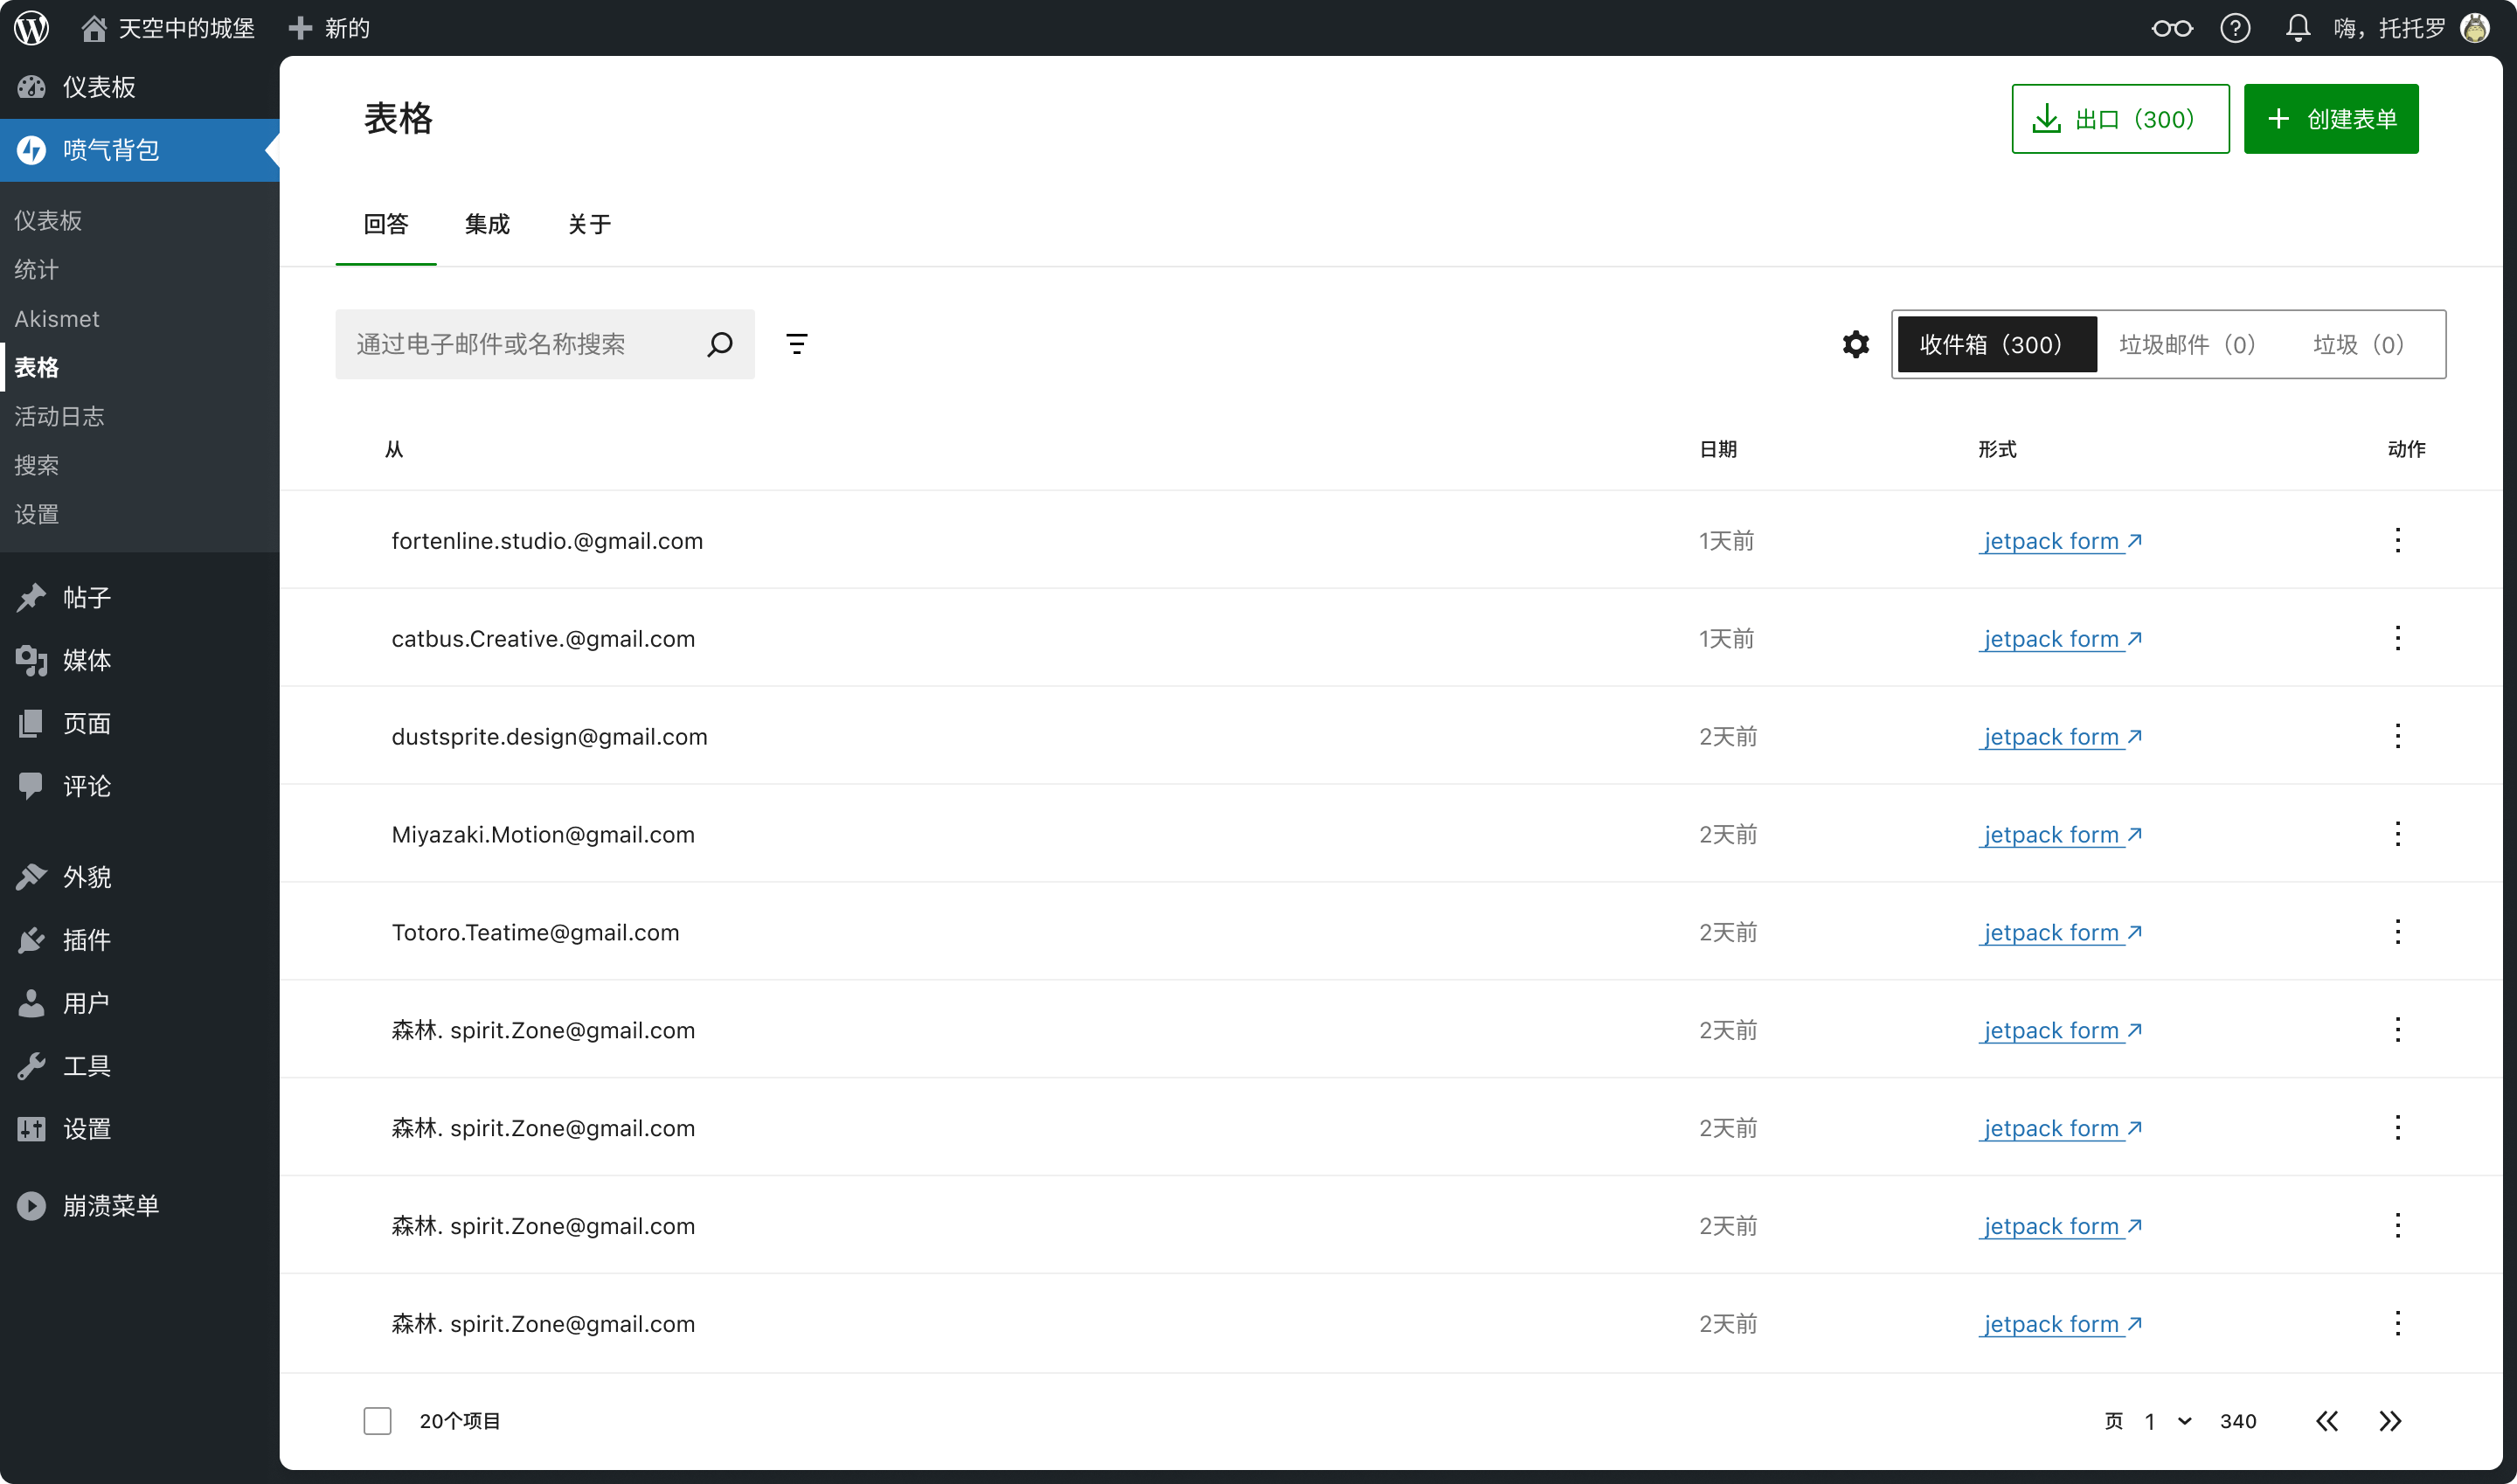 天空中的城堡
新的
嗨，托托罗
仪表板
喷气背包
仪表板
统计
Akismet
表格
活动日志
搜索
设置
帖子
媒体
页面
评论
外貌
插件
用户
工具
设置
崩溃菜单
表格
出口（300）
创建表单
回答 集成 关于
通过电子邮件或名称搜索
收件箱（300） 垃圾邮件（0） 垃圾（0）
从 日期 形式 动作
fortenline.studio.@gmail.com 1天前 jetpack form
catbus.Creative.@gmail.com 1天前 jetpack form
dustsprite.design@gmail.com 2天前 jetpack form
Miyazaki.Motion@gmail.com 2天前 jetpack form
Totoro.Teatime@gmail.com 2天前 jetpack form
森林. spirit.Zone@gmail.com 2天前 jetpack form
森林. spirit.Zone@gmail.com 2天前 jetpack form
森林. spirit.Zone@gmail.com 2天前 jetpack form
森林. spirit.Zone@gmail.com 2天前 jetpack form
20个项目 页 1 340